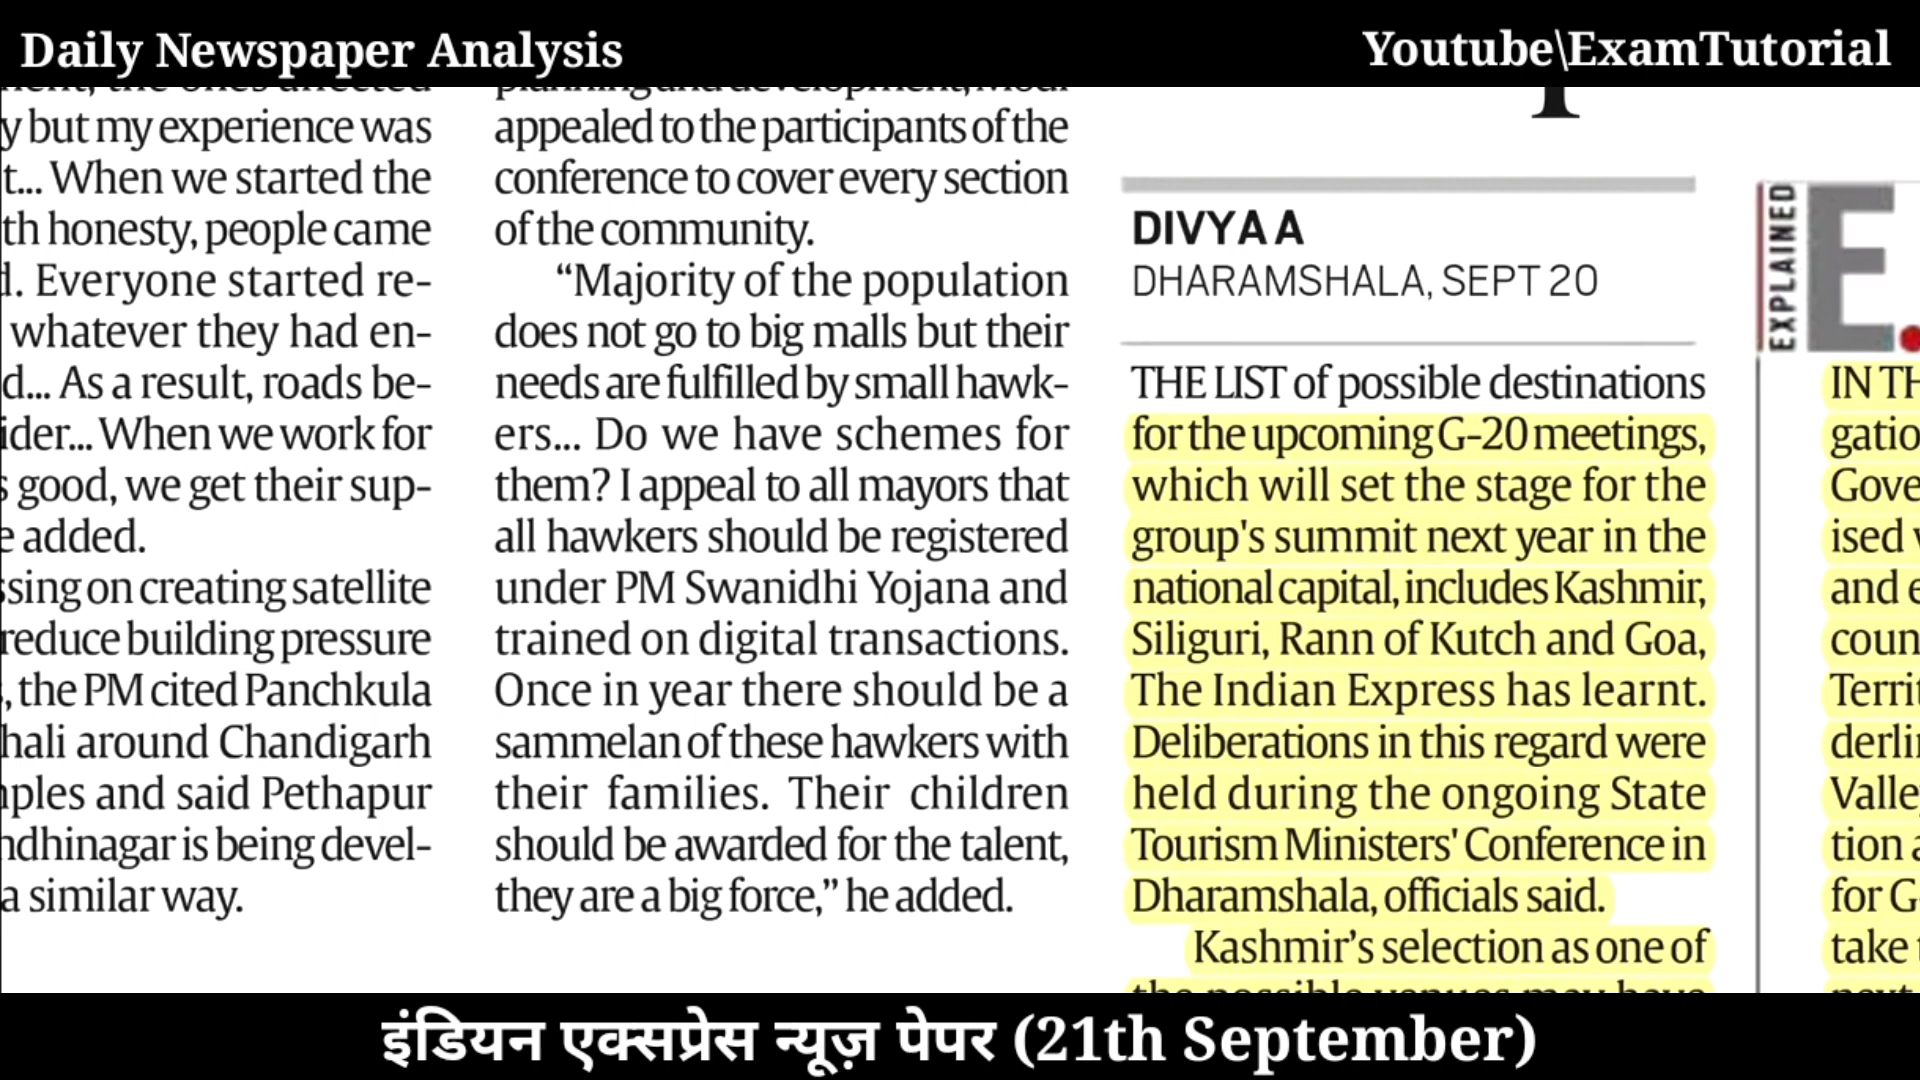 Daily Newspaper Analysis
Youtube\ExamTutorial
y but my experience was
t... When we started the
th honesty, people came
d. Everyone started re-
whatever they had en-
d... As a result, roads be-
ider... When we work for
s good, we get their sup-
e added.
ssing on creating satellite
reduce building pressure
, the PM cited Panchkula
hali around Chandigarh
mples and said Pethapur
ndhinagar is being devel-
a similar way.
planning and development, Modi
appealed to the participants of the
conference to cover every section
of the community.
“Majority of the population
does not go to big malls but their
needs are fulfilled by small hawk-
ers... Do we have schemes for
them? I appeal to all mayors that
all hawkers should be registered
under PM Swanidhi Yojana and
trained on digital transactions.
Once in year there should be a
sammelan of these hawkers with
their families. Their children
should be awarded for the talent,
they are a big force,” he added.
DIVYA A
DHARAMSHALA, SEPT 20
THE LIST of possible destinations
for the upcoming G-20 meetings,
which will set the stage for the
group's summit next year in the
national capital, includes Kashmir,
Siliguri, Rann of Kutch and Goa,
The Indian Express has learnt.
Deliberations in this regard were
held during the ongoing State
Tourism Ministers' Conference in
Dharamshala, officials said.
Kashmir’s selection as one of
the possible venues may have
EXPLAINED
E.
IN TH
gatio
Gove
ised
and e
coun
Territ
derli
Valle
tion a
for G
take
इंडियन एक्सप्रेस न्यूज़ पेपर (21th September)